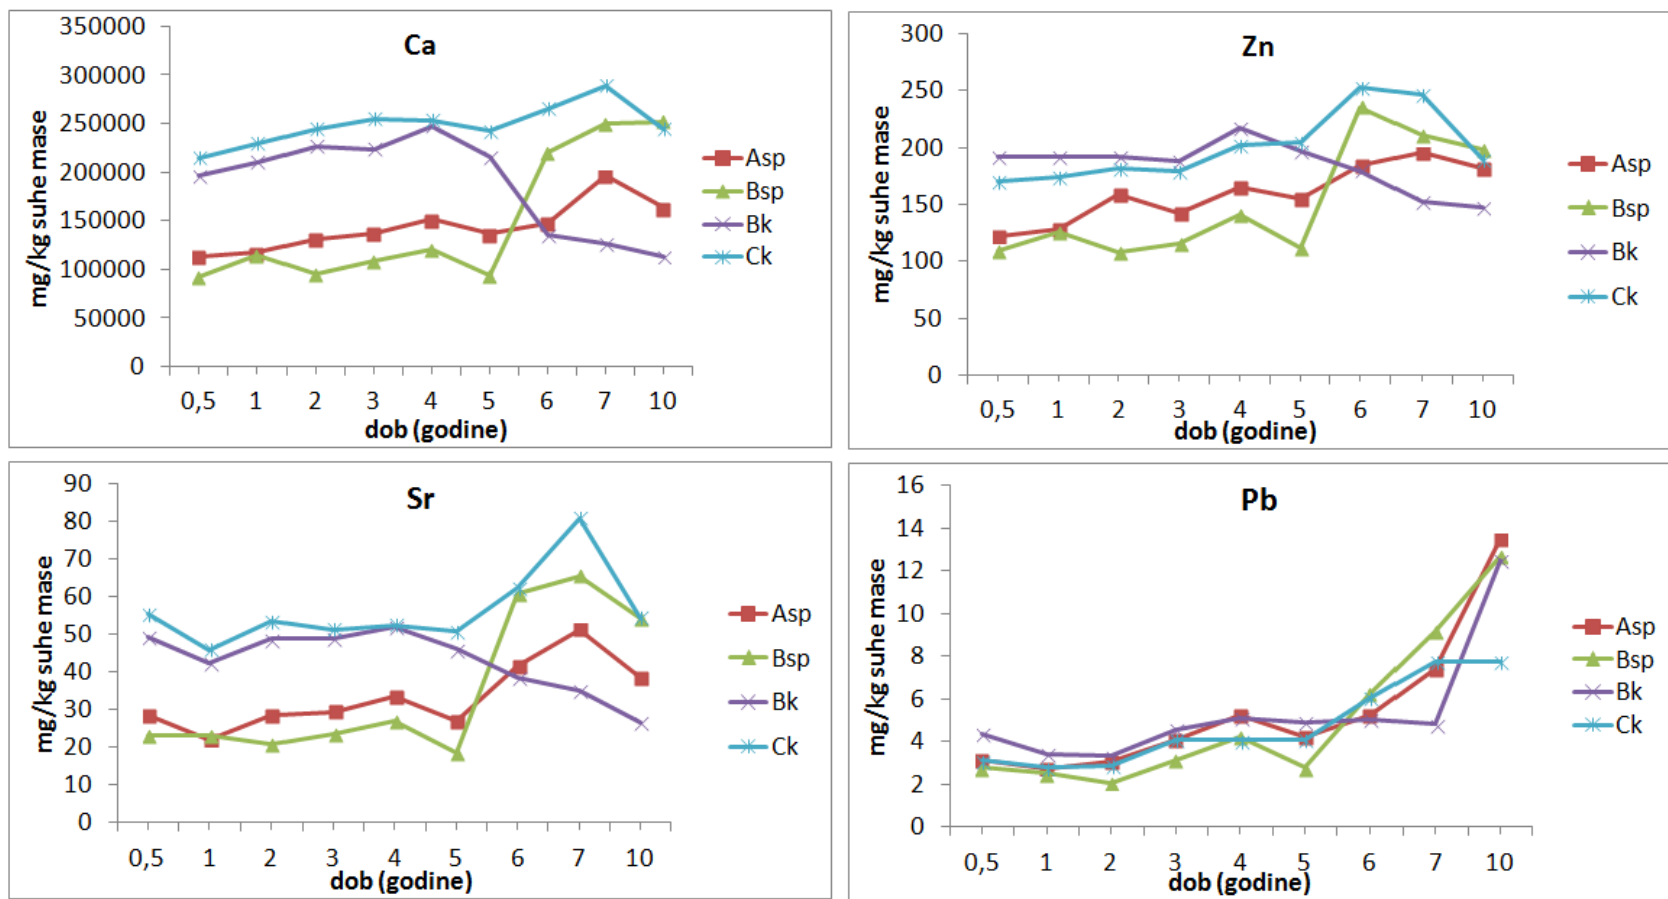 Ca
mg/kg suhe mase
350000
300000
250000
200000
150000
100000
50000
0
0,5 1 2 3 4 5 6 7 10
dob (godine)
Asp
Bsp
Bk
Ck
Zn
mg/kg suhe mase
300
250
200
150
100
50
0
0,5 1 2 3 4 5 6 7 10
dob (godine)
Asp
Bsp
Bk
Ck
Sr
mg/kg suhe mase
90
80
70
60
50
40
30
20
10
0
0,5 1 2 3 4 5 6 7 10
dob (godine)
Asp
Bsp
Bk
Ck
Pb
mg/kg suhe mase
16
14
12
10
8
6
4
2
0
0,5 1 2 3 4 5 6 7 10
dob (godine)
Asp
Bsp
Bk
Ck